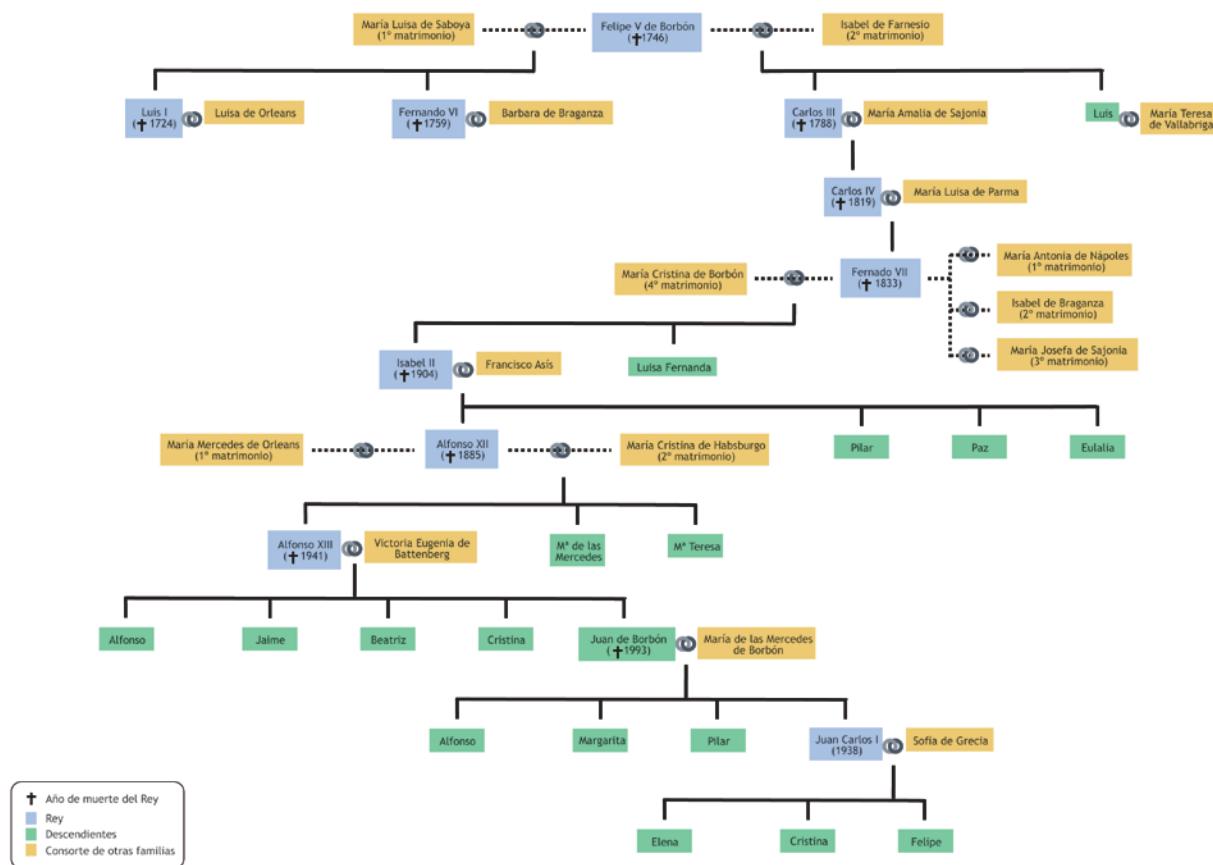 María Luisa de Saboya
(1º matrimonio)
Felipe V de Borbón
(✝1746)
Isabel de Farnesio
(2º matrimonio)
Luis I
(✝1724)
Luisa de Orleans
Fernando VI
(✝1759)
Barbara de Braganza
Carlos III
(✝1788)
María Amalia de Sajonia
Luis
María Teresa
de Vallabriga
Carlos IV
(✝1819)
María Luisa de Parma
María Cristina de Borbón
(4º matrimonio)
Fernado VII
(✝1833)
María Antonia de Nápoles
(1º matrimonio)
Isabel de Braganza
(2º matrimonio)
María Josefa de Sajonia
(3º matrimonio)
Isabel II
(✝1904)
Francisco Asís
Luisa Fernanda
María Mercedes de Orleans
(1º matrimonio)
Alfonso XII
(✝1885)
María Cristina de Habsburgo
(2º matrimonio)
Pilar
Paz
Eulalia
Alfonso XIII
(✝1941)
Victoria Eugenia de
Battenberg
Mª de las
Mercedes
Mª Teresa
Alfonso
Jaime
Beatriz
Cristina
Juan de Borbón
(✝1993)
María de las Mercedes
de Borbón
Alfonso
Margarita
Pilar
Juan Carlos I
(1938)
Sofia de Grecia
Elena
Cristina
Felipe
✝ Año de muerte del Rey
Rey
Descendientes
Consorte de otras familias